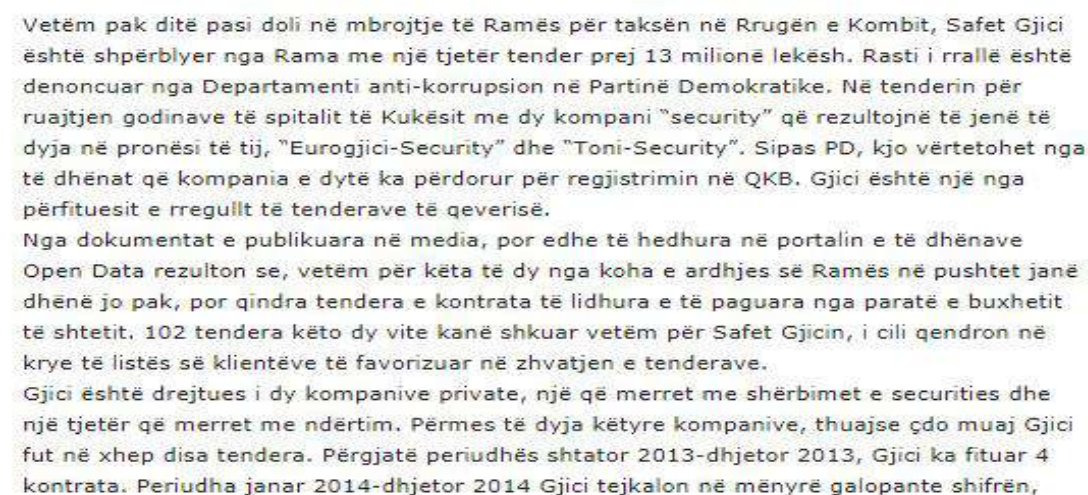 Vetëm pak ditë pasi doli në mbrojtje të Ramës për taksën në Rrugën e Kombit, Safet Gjici
është shpërblyer nga Rama me një tjetër tender prej 13 milionë lekësh. Rasti i rrallë është
denoncuar nga Departamenti anti-korrupsion në Partinë Demokratike. Në tenderin për
ruajtjen godinave të spitalit të Kukësit me dy kompani "security" që rezultojnë të jenë të
dyja në pronësi të tij, "Eurogjici-Security" dhe "Toni-Security". Sipas PD, kjo vërtetohet nga
të dhënat që kompania e dytë ka përdorur për regjistrimin në QKB. Gjici është një nga
përfituesit e rregullt të tenderave të qeverisë.
Nga dokumentat e publikuara në media, por edhe të hedhura në portalin e të dhënave
Open Data rezulton se, vetëm për këta të dy nga koha e ardhjes së Ramës në pushtet janë
dhënë jo pak, por qindra tendera e kontrata të lidhura e të paguara nga paratë e buxhetit
të shtetit. 102 tendera këto dy vite kanë shkuar vetëm për Safet Gjicin, i cili qendron në
krye të listës së klientëve të favorizuar në zhvatjen e tenderave.
Gjici është drejtues i dy kompanive private, një që merret me shërbimet e securities dhe
një tjetër që merret me ndërtim. Përmes të dyja këtyre kompanive, thuajse çdo muaj Gjici
fut në xhep disa tendera. Përgjatë periudhës shtator 2013-dhjetor 2013, Gjici ka fituar 4
kontrata. Periudha janar 2014-dhjetor 2014 Gjici tejkalon në mënyrë galopante shifrën,